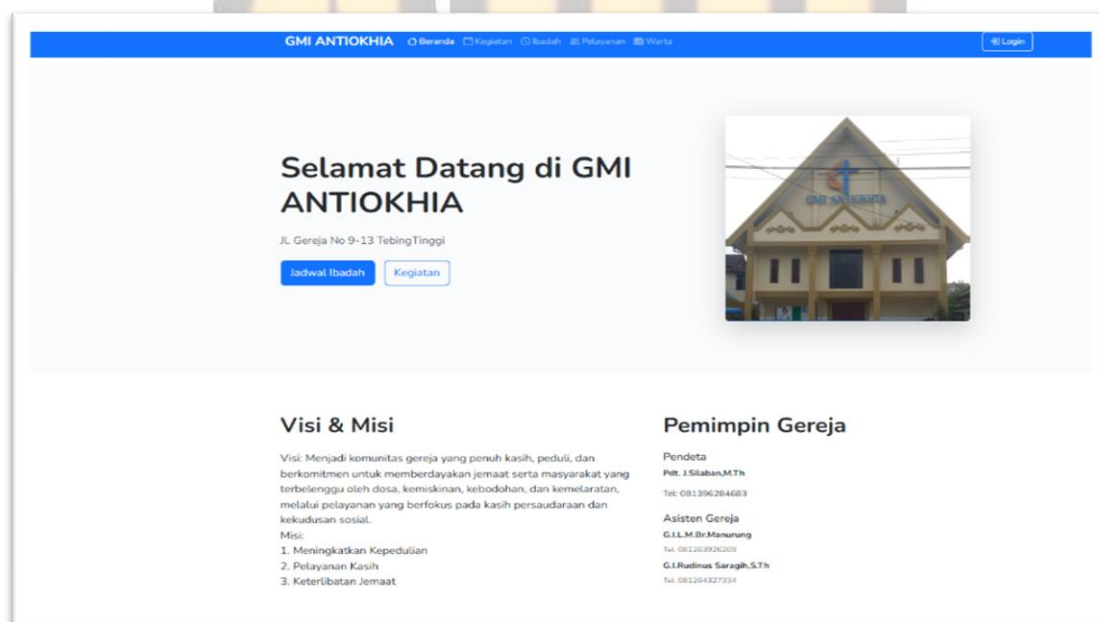 GMI ANTIOKHIA Beranda Kegiatan Ibadah Pelayanan Warta Login
Selamat Datang di GMI
ANTIOKHIA
JL Gereja No 9-13 TebingTinggi
Jadwal Ibadah Kegiatan
GMI ANTIOKHIA
Visi & Misi
Visi: Menjadi komunitas gereja yang penuh kasih, peduli, dan
berkomitmen untuk memberdayakan jemaat serta masyarakat yang
terbelenggu oleh dosa, kemiskinan, kebodohan, dan kemelaratan,
melalui pelayanan yang berfokus pada kasih persaudaraan dan
kekudusan sosial.
Misi:
1. Meningkatkan Kepedulian
2. Pelayanan Kasih
3. Keterlibatan Jemaat
Pemimpin Gereja
Pendeta
Pdt. J.Silaban,M.Th
Tel: 081396284683
Asisten Gereja
G.I.L.M.Br.Manurung
Tel. 081263926209
G.I.Rudinus Saragih,S.Th
Tel. 081264327334